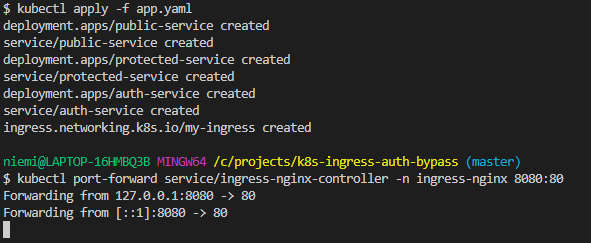 $ kubectl apply -f app.yaml
deployment.apps/public-service created
service/public-service created
deployment.apps/protected-service created
service/protected-service created
deployment.apps/auth-service created
service/auth-service created
ingress.networking.k8s.io/my-ingress created
niemi@LAPTOP-16HMBQ3B MINGW64 /c/projects/k8s-ingress-auth-bypass (master)
$ kubectl port-forward service/ingress-nginx-controller -n ingress-nginx 8080:80
Forwarding from 127.0.0.1:8080 -> 80
Forwarding from [::1]:8080 -> 80